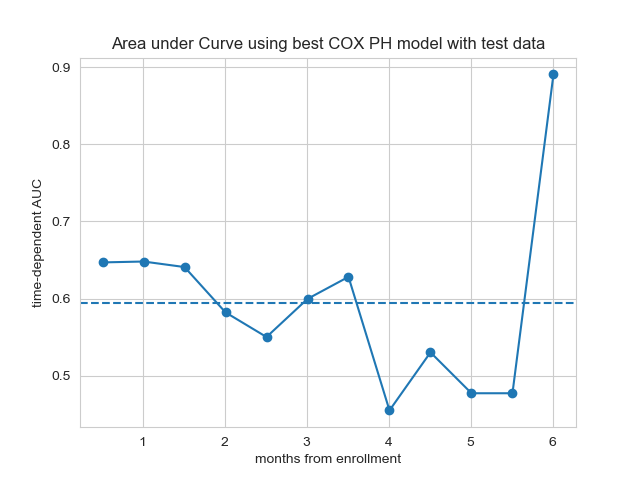 Area under Curve using best COX PH model with test data
time-dependent AUC
0.9
0.8
0.7
0.6
0.5
1 2 3 4 5 6
months from enrollment